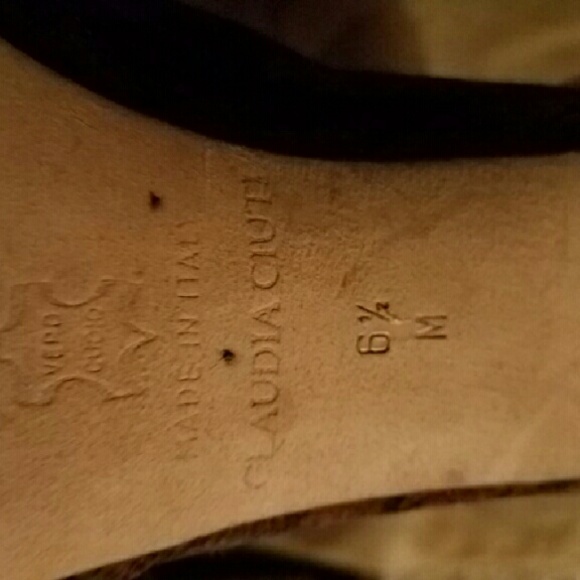 VERO
CUOIO
MADE IN ITALY
CLAUDIA CIUTI
6½
M